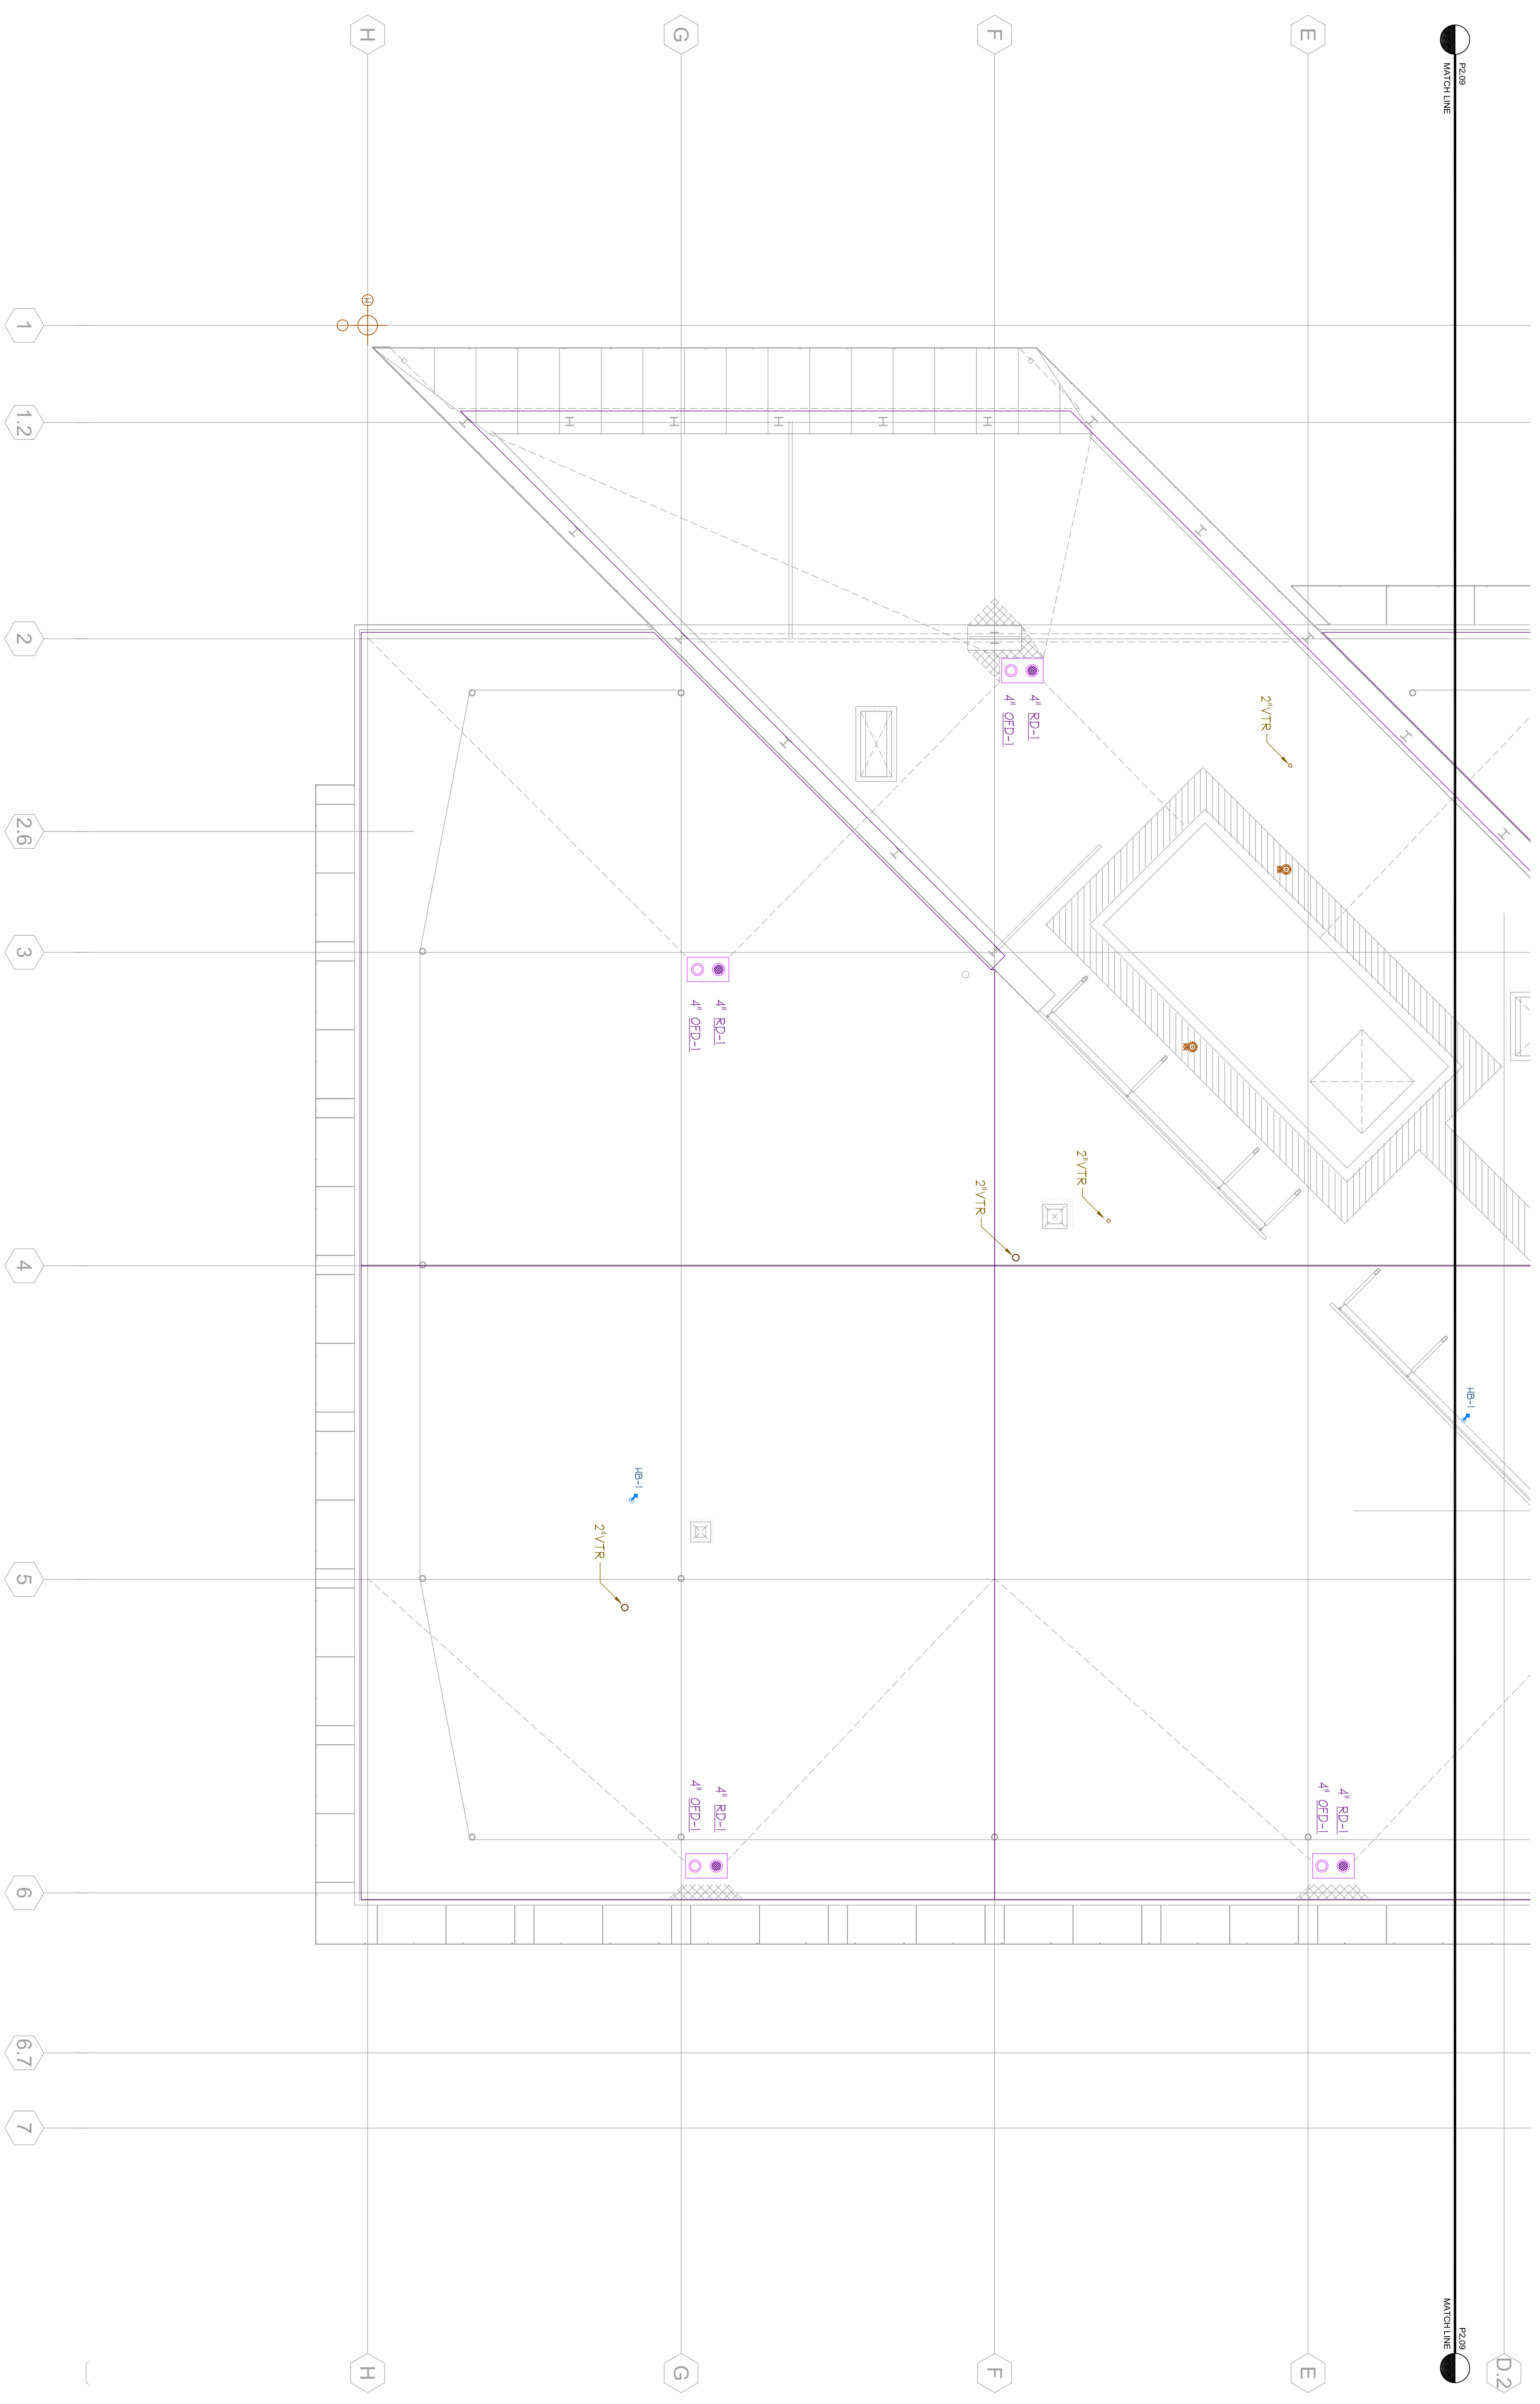 H
G
F
E
P2.09
MATCH LINE
1
H
1.2
2
4" RD-1
4" OFD-1
2"VTR
2.6
3
4" RD-1
4" OFD-1
2"VTR
2"VTR
4
HB-1
HB-1
2"VTR
5
4" RD-1
4" OFD-1
4" RD-1
4" OFD-1
6
6.7
7
P2.09
MATCH LINE
H
G
F
E
D.2